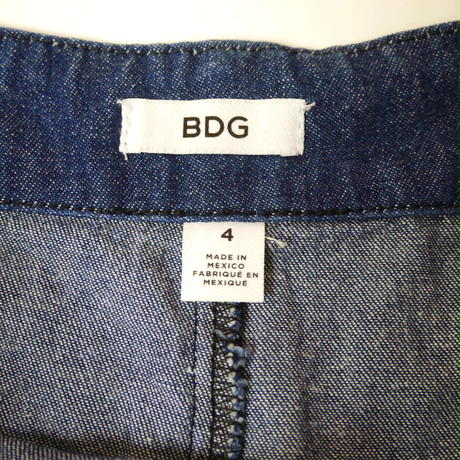 BDG
4
MADE IN
MEXICO
FABRIQUÉ EN
MEXIQUE